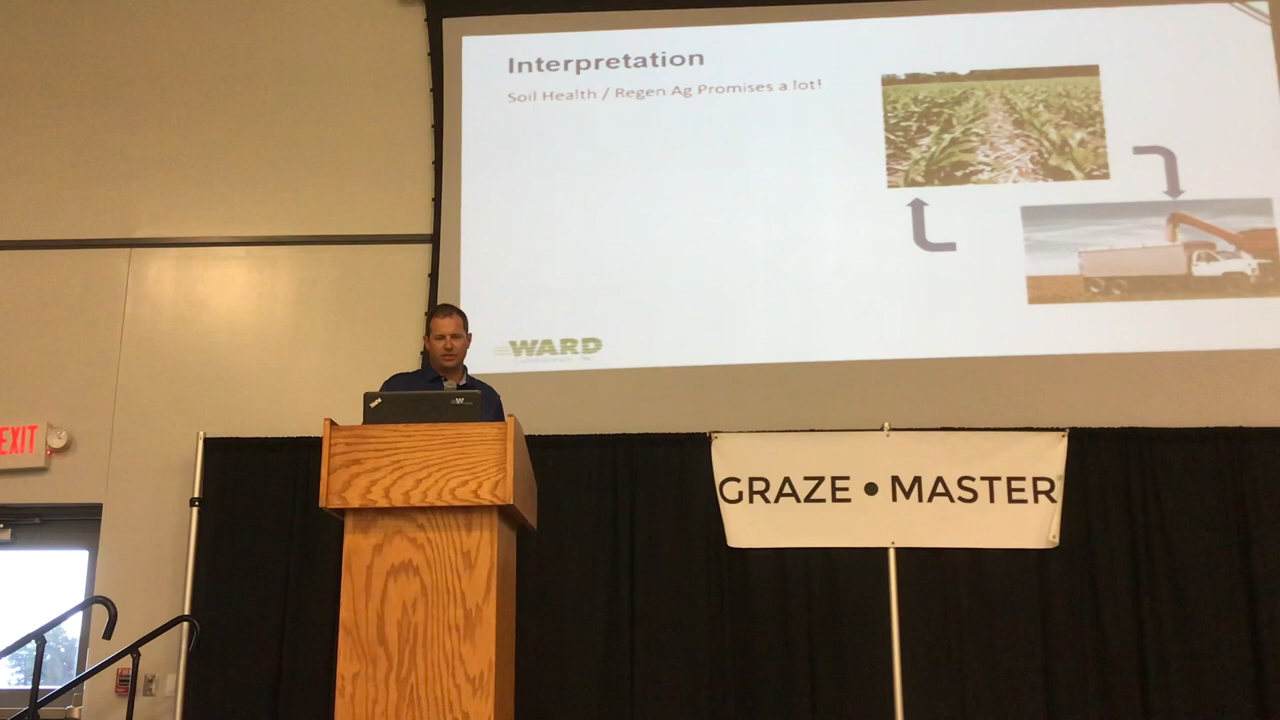 Interpretation
Soil Health / Regen Ag Promises a lot!
WARD
EXIT
GRAZE • MASTER